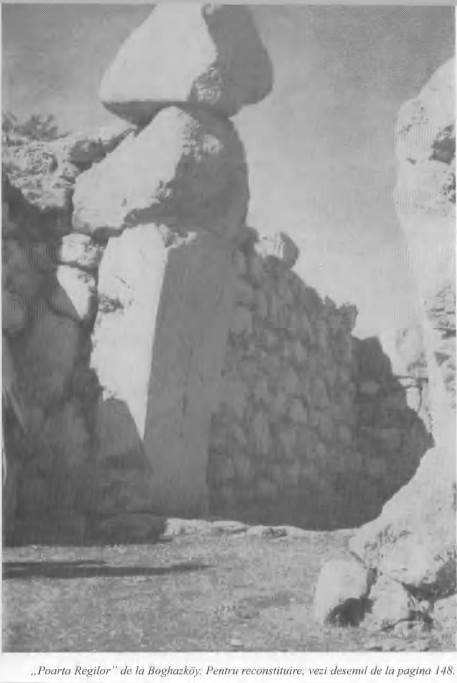 „Poarta Regilor” de la Boghazköy. Pentru reconstituire, vezi desenul de la pagina 148.